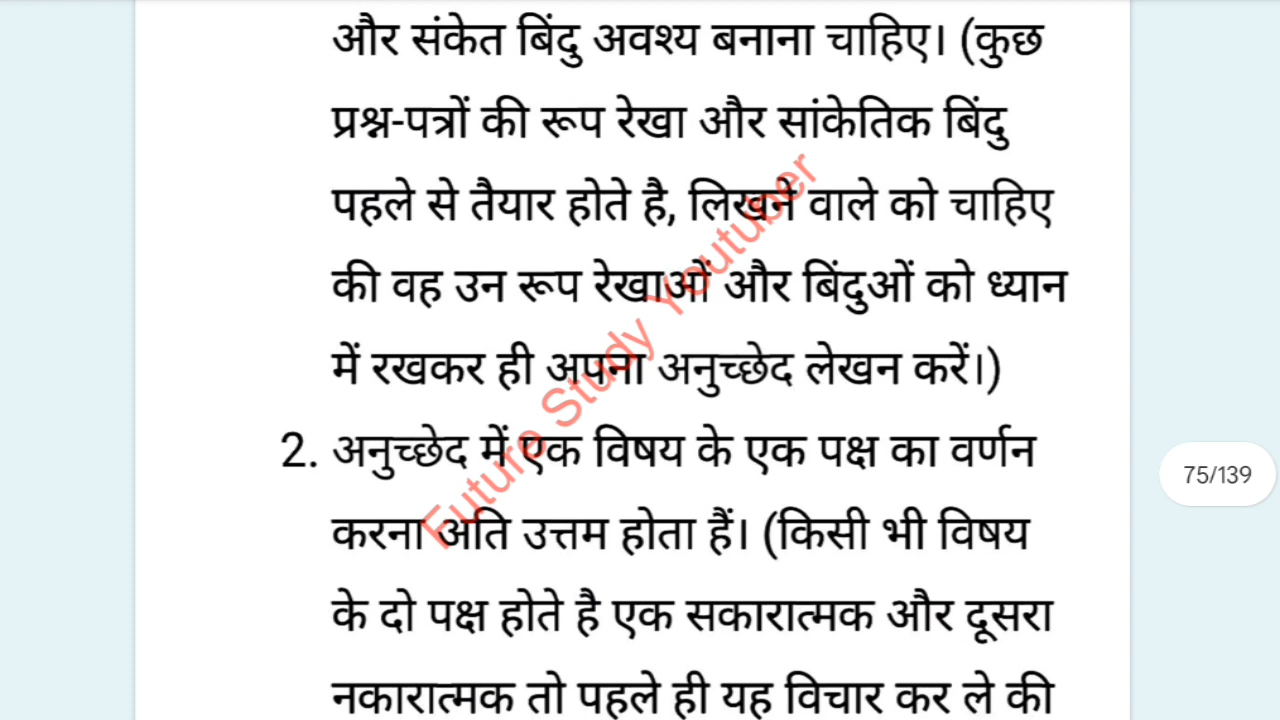 और संकेत बिंदु अवश्य बनाना चाहिए। (कुछ
प्रश्न-पत्रों की रूप रेखा और सांकेतिक बिंदु
पहले से तैयार होते है, लिखने वाले को चाहिए
की वह उन रूप रेखाओं और बिंदुओं को ध्यान
में रखकर ही अपना अनुच्छेद लेखन करें।)
2. अनुच्छेद में एक विषय के एक पक्ष का वर्णन
करना अति उत्तम होता हैं। (किसी भी विषय
के दो पक्ष होते है एक सकारात्मक और दूसरा
नकारात्मक तो पहले ही यह विचार कर ले की
Future Study Youtuber
75/139